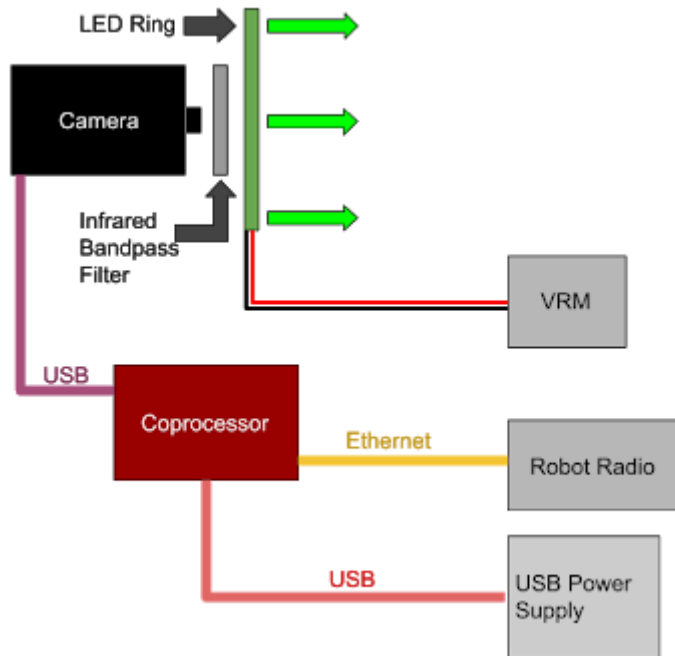 LED Ring
Camera
Infrared
Bandpass
Filter
VRM
USB
Coprocessor
Ethernet
Robot Radio
USB
USB Power
Supply